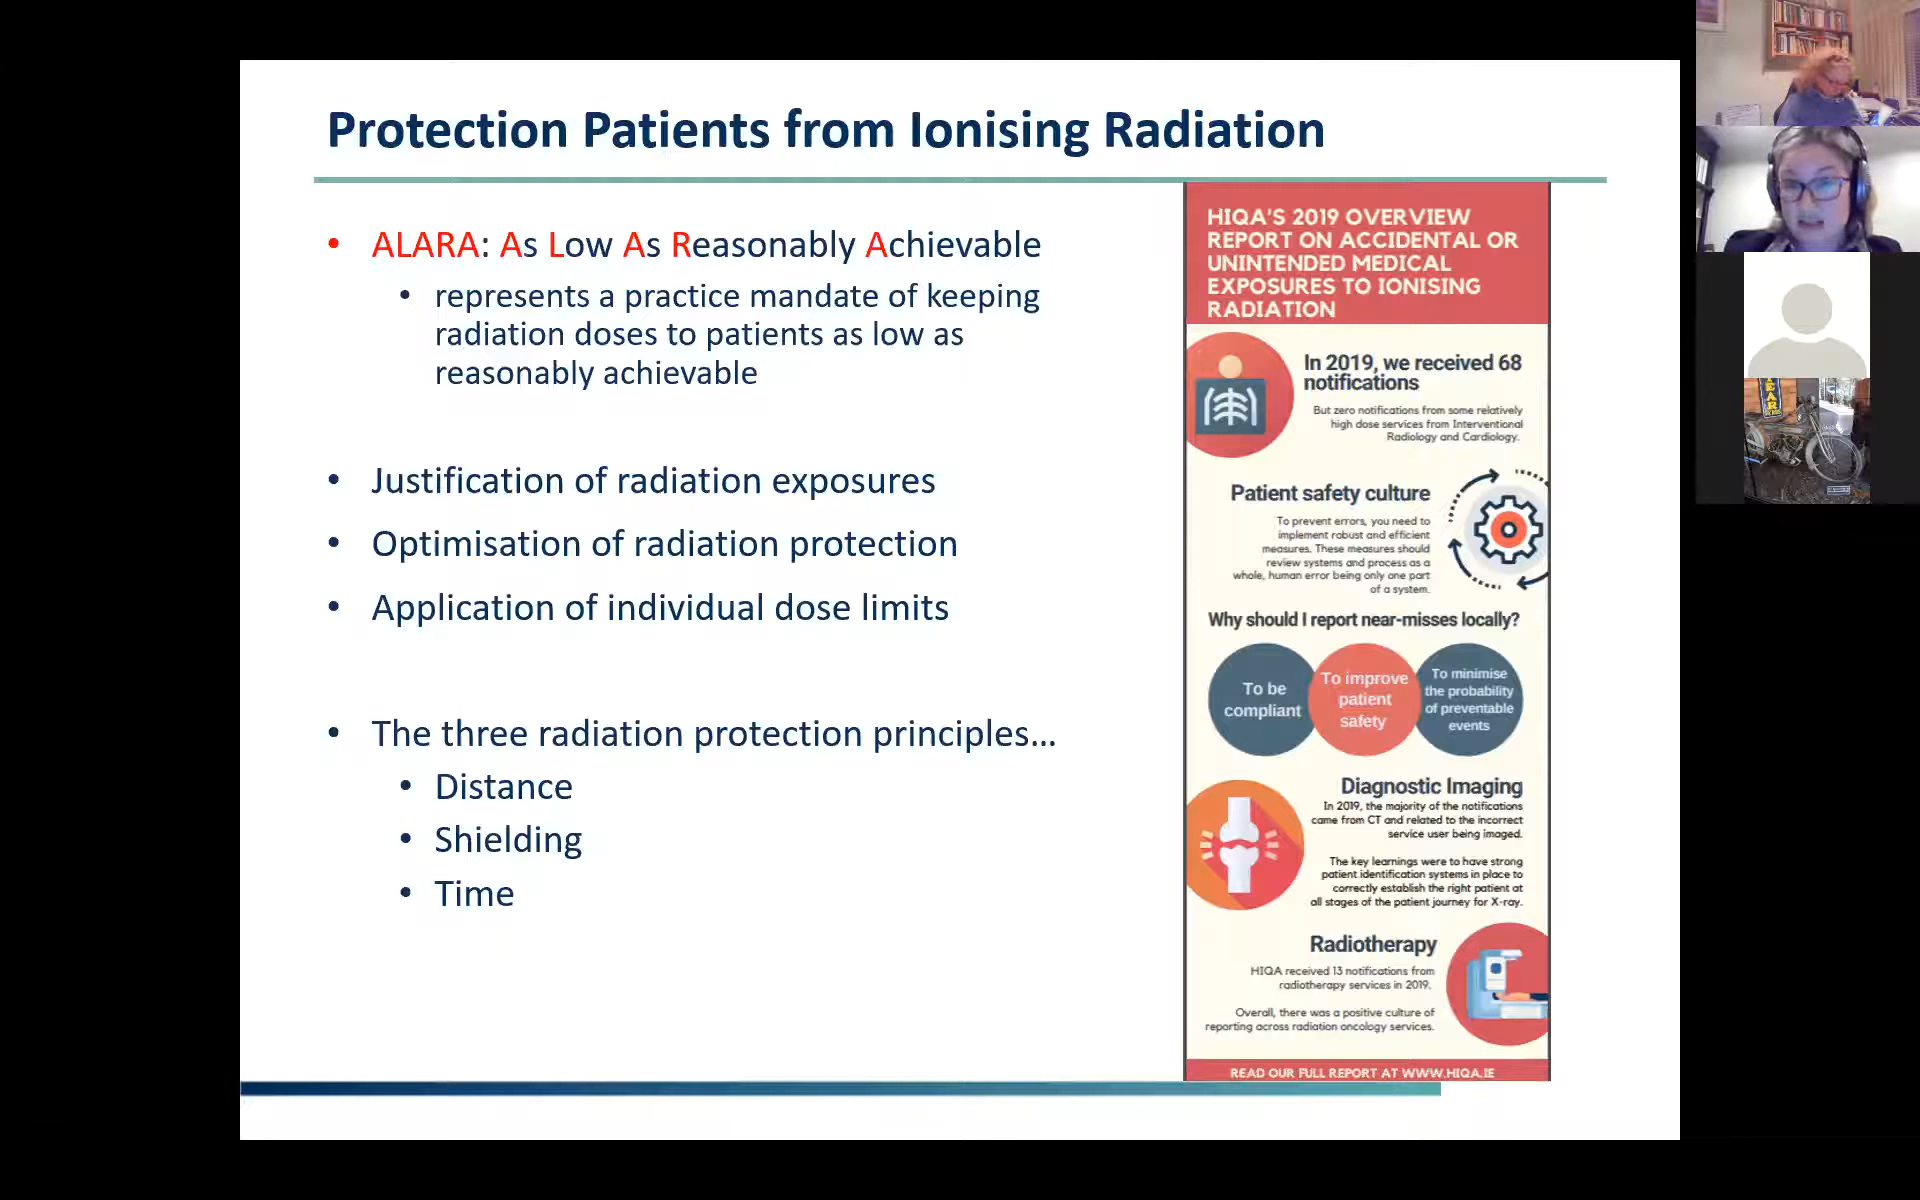 Protection Patients from Ionising Radiation
• ALARA: As Low As Reasonably Achievable
• represents a practice mandate of keeping
radiation doses to patients as low as
reasonably achievable
• Justification of radiation exposures
• Optimisation of radiation protection
• Application of individual dose limits
• The three radiation protection principles…
• Distance
• Shielding
• Time
HIQA'S 2019 OVERVIEW
REPORT ON ACCIDENTAL OR
UNINTENDED MEDICAL
EXPOSURES TO IONISING
RADIATION
In 2019, we received 68
notifications
But zero notifications from some relatively
high dose services from Interventional
Radiology and Cardiology.
Patient safety culture
To prevent errors, you need to
implement robust and efficient
measures. These measures should
review systems and process as a
whole, human error being only one part
of a system.
Why should I report near-misses locally?
To be
compliant
To improve
patient
safety
To minimise
the probability
of preventable
events
Diagnostic Imaging
In 2019, the majority of the notifications
came from CT and related to the incorrect
service user being imaged.
The key learnings were to have strong
patient identification systems in place to
correctly establish the right patient at
all stages of the patient journey for X-ray.
Radiotherapy
HIQA received 13 notifications from
radiotherapy services in 2019.
Overall, there was a positive culture of
reporting across radiation oncology services.
READ OUR FULL REPORT AT WWW.HIQA.IE